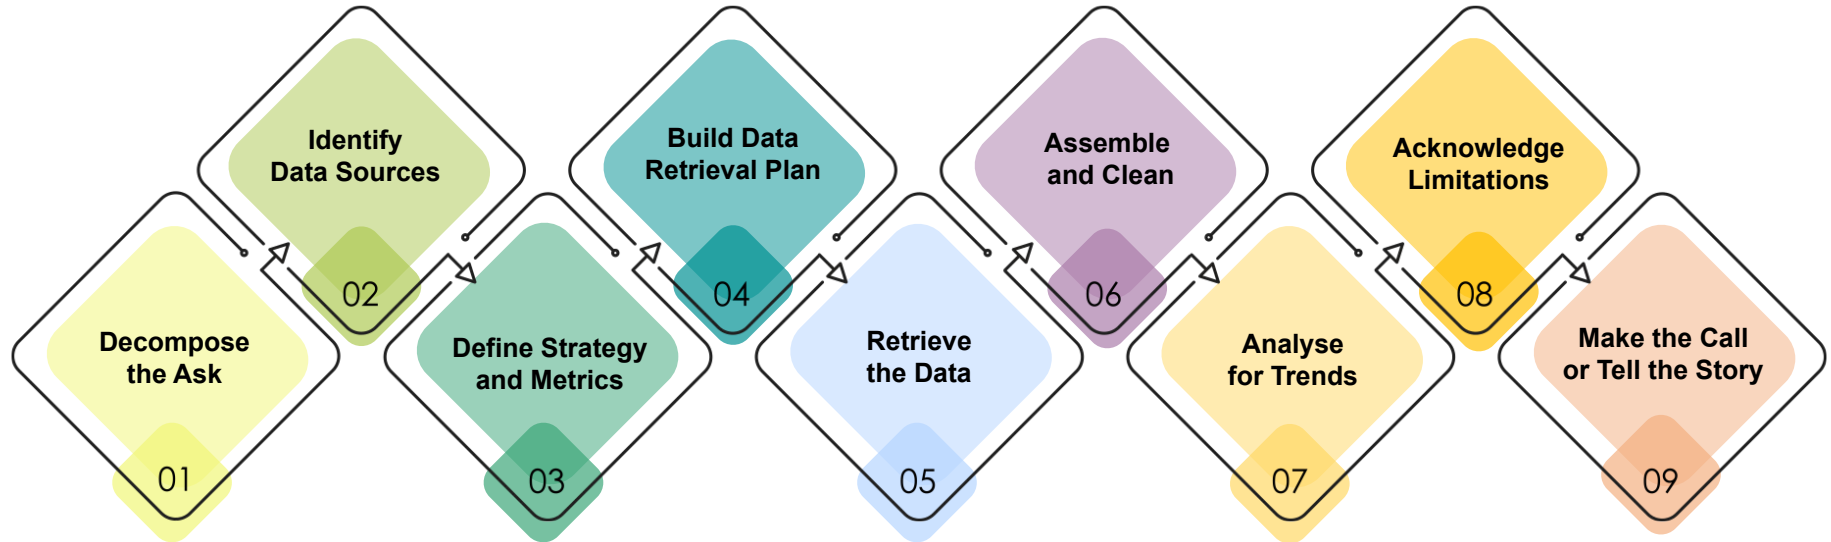 Decompose
the Ask
01
Identify
Data Sources
02
Define Strategy
and Metrics
03
Build Data
Retrieval Plan
04
Retrieve
the Data
05
Assemble
and Clean
06
Analyse
for Trends
07
Acknowledge
Limitations
08
Make the Call
or Tell the Story
09